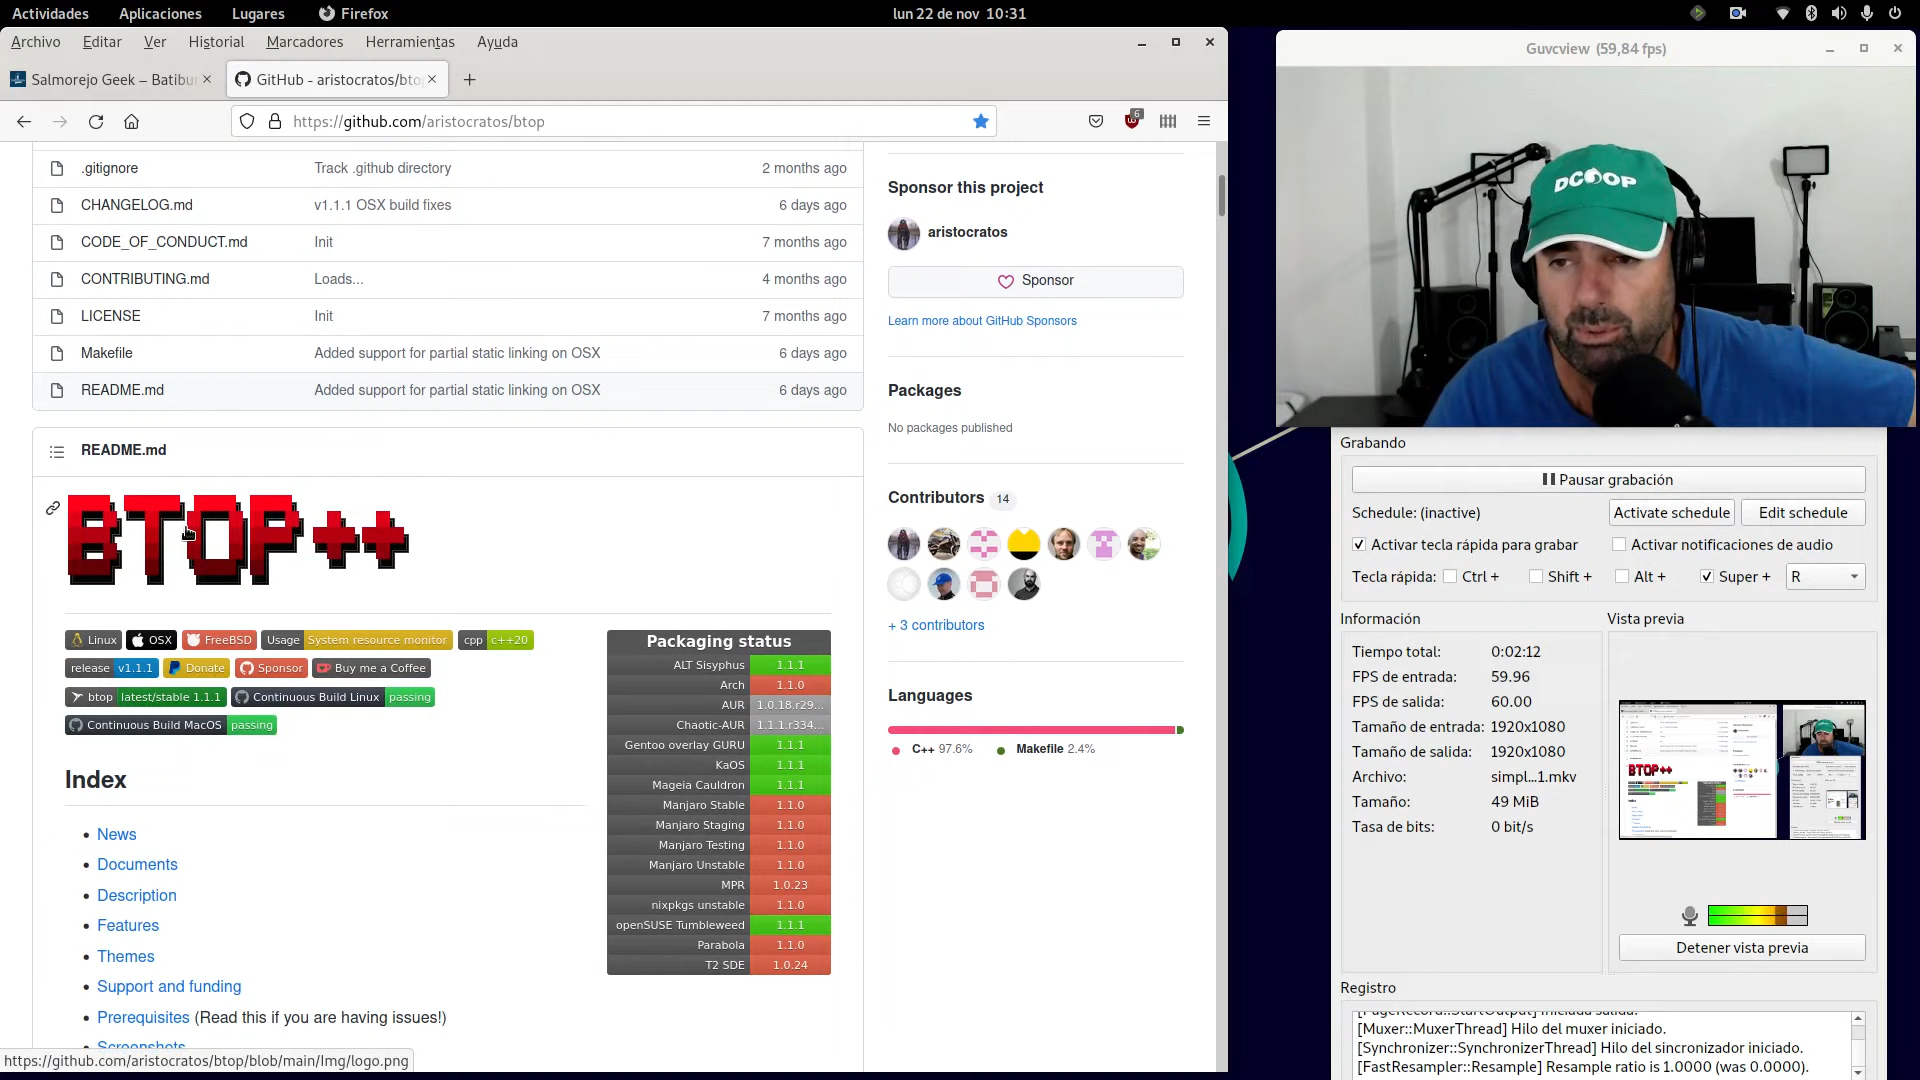 Actividades
Aplicaciones
Lugares
Firefox
lun 22 de nov 10:31
Archivo Editar Ver Historial Marcadores Herramientas Ayuda
Salmorejo Geek – Batibu
GitHub - aristocratos/bto
https://github.com/aristocratos/btop
6
.gitignore Track .github directory 2 months ago
CHANGELOG.md v1.1.1 OSX build fixes 6 days ago
CODE_OF_CONDUCT.md Init 7 months ago
CONTRIBUTING.md Loads... 4 months ago
LICENSE Init 7 months ago
Makefile Added support for partial static linking on OSX 6 days ago
README.md Added support for partial static linking on OSX 6 days ago
README.md
BTOP++
Linux OSX FreeBSD Usage System resource monitor cpp c++20
release v1.1.1 Donate Sponsor Buy me a Coffee
btop latest/stable 1.1.1 Continuous Build Linux passing
Continuous Build MacOS passing
Index
News
Documents
Description
Features
Themes
Support and funding
Prerequisites (Read this if you are having issues!)
Screenshots
https://github.com/aristocratos/btop/blob/main/Img/logo.png
Packaging status
ALT Sisyphus 1.1.1
Arch 1.1.0
AUR 1.0.18.r29...
Chaotic-AUR 1.1.1.r334...
Gentoo overlay GURU 1.1.1
KaOS 1.1.1
Mageia Cauldron 1.1.1
Manjaro Stable 1.1.0
Manjaro Staging 1.1.0
Manjaro Testing 1.1.0
Manjaro Unstable 1.1.0
MPR 1.0.23
nixpkgs unstable 1.1.0
openSUSE Tumbleweed 1.1.1
Parabola 1.1.0
T2 SDE 1.0.24
Sponsor this project
aristocratos
Sponsor
Learn more about GitHub Sponsors
Packages
No packages published
Contributors 14
+ 3 contributors
Languages
C++ 97.6% Makefile 2.4%
Guvcview (59,84 fps)
DCOOP
Grabando
Pausar grabación
Schedule: (inactive) Activate schedule Edit schedule
Activar tecla rápida para grabar Activar notificaciones de audio
Tecla rápida: Ctrl + Shift + Alt + Super + R
Información
Tiempo total: 0:02:12
FPS de entrada: 59.96
FPS de salida: 60.00
Tamaño de entrada: 1920x1080
Tamaño de salida: 1920x1080
Archivo: simpl...1.mkv
Tamaño: 49 MiB
Tasa de bits: 0 bit/s
Vista previa
BTOP++
Detener vista previa
Registro
[PageRecord::StartOutput] Iniciada salida.
[Muxer::MuxerThread] Hilo del muxer iniciado.
[Synchronizer::SynchronizerThread] Hilo del sincronizador iniciado.
[FastResampler::Resample] Resample ratio is 1.0000 (was 0.0000).